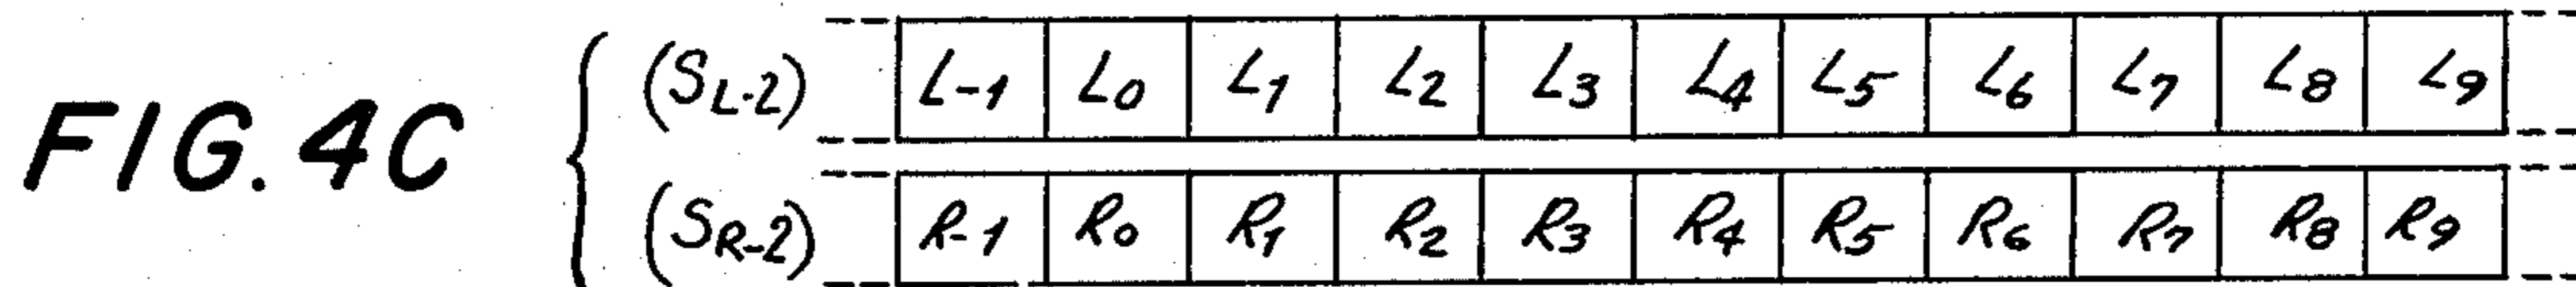 FIG. 4C
(SL-2) L-1 L0 L1 L2 L3 L4 L5 L6 L7 L8 L9
(SR-2) R-1 R0 R1 R2 R3 R4 R5 R6 R7 R8 R9